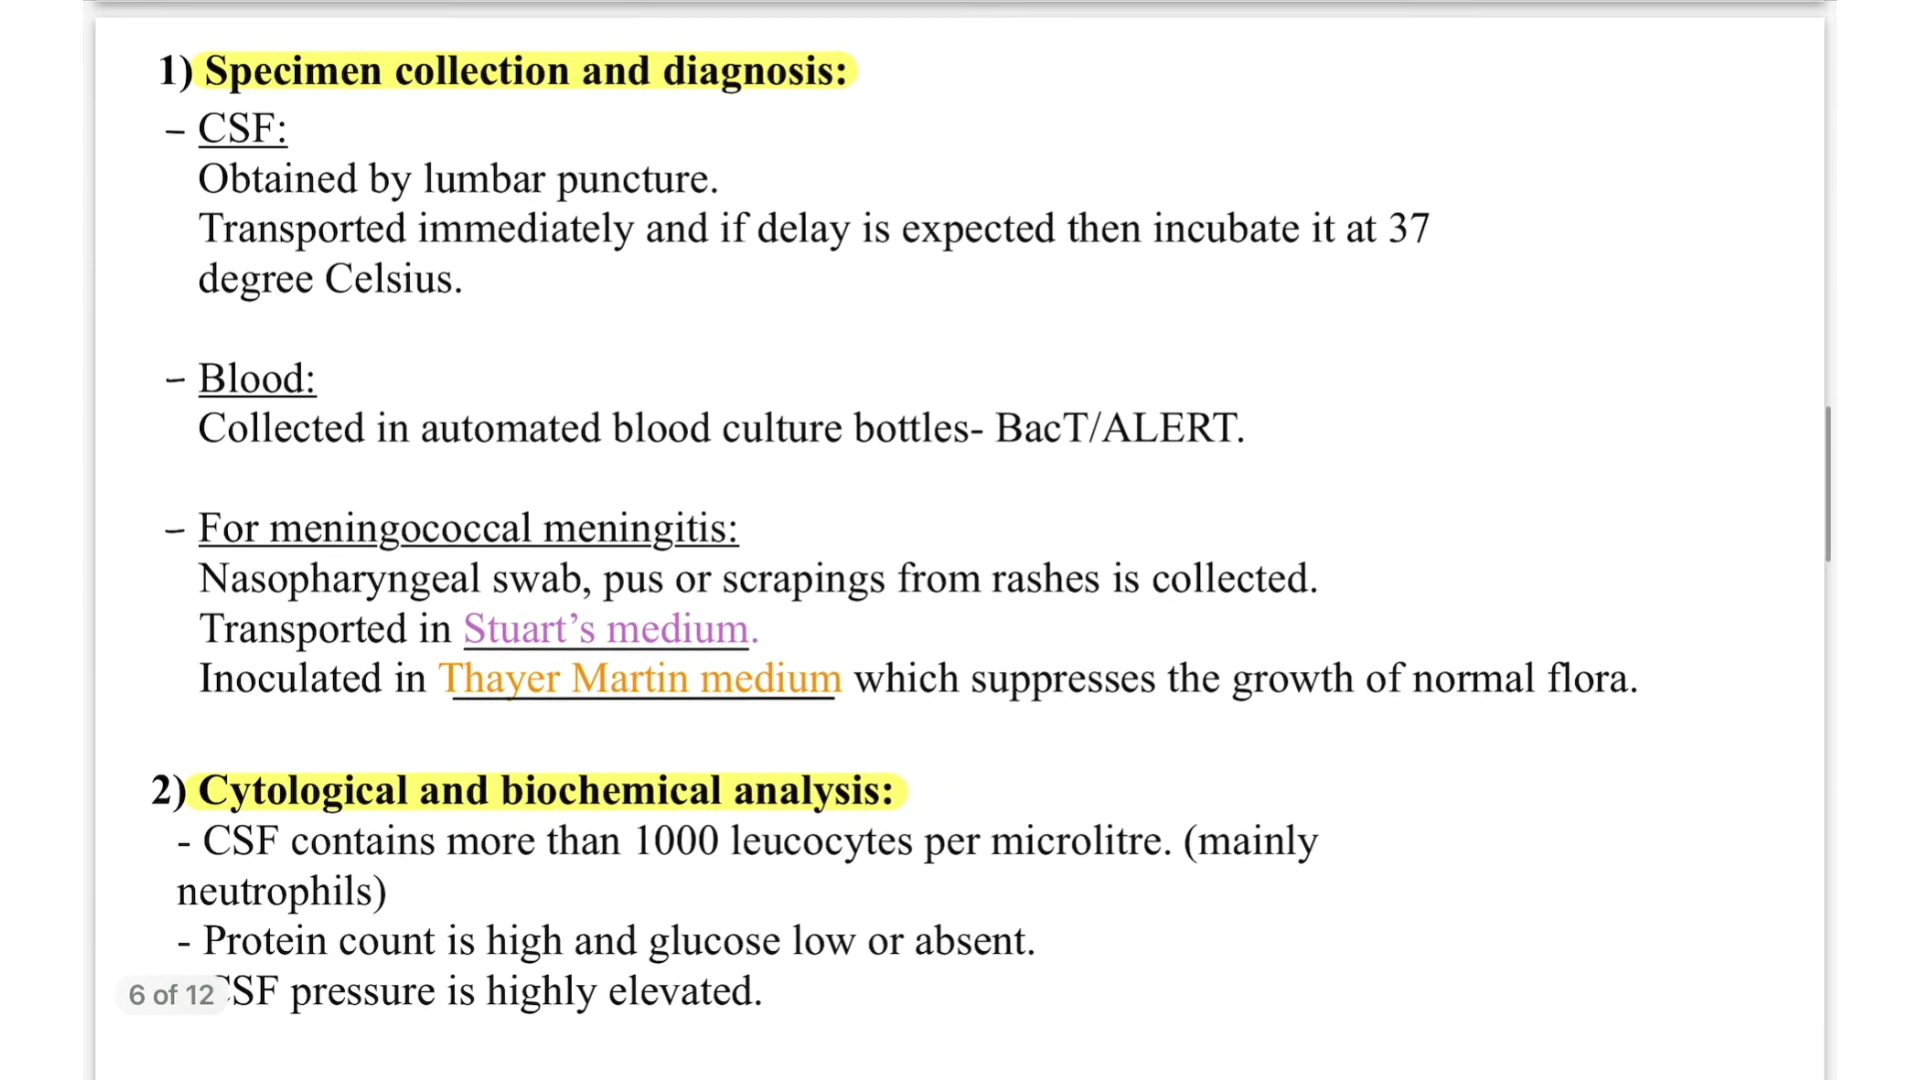 1) Specimen collection and diagnosis:
– CSF:
Obtained by lumbar puncture.
Transported immediately and if delay is expected then incubate it at 37
degree Celsius.
– Blood:
Collected in automated blood culture bottles- BacT/ALERT.
– For meningococcal meningitis:
Nasopharyngeal swab, pus or scrapings from rashes is collected.
Transported in Stuart’s medium.
Inoculated in Thayer Martin medium which suppresses the growth of normal flora.
2) Cytological and biochemical analysis:
- CSF contains more than 1000 leucocytes per microlitre. (mainly
neutrophils)
- Protein count is high and glucose low or absent.
CSF pressure is highly elevated.
6 of 12